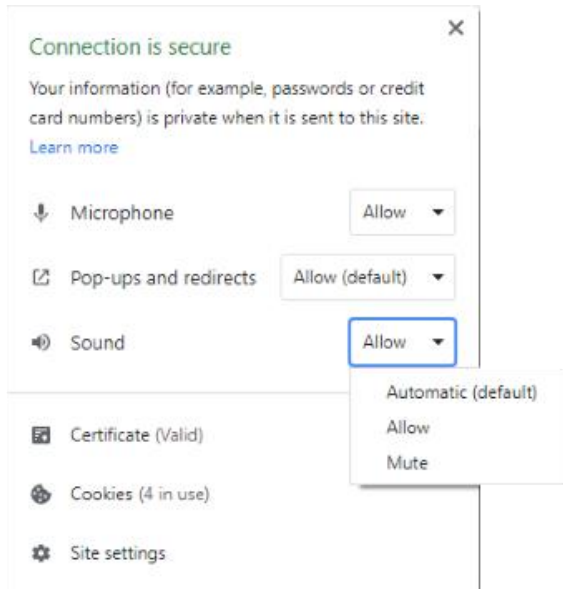 Connection is secure
Your information (for example, passwords or credit
card numbers) is private when it is sent to this site.
Learn more
Microphone Allow
Pop-ups and redirects Allow (default)
Sound Allow
Automatic (default)
Allow
Mute
Certificate (Valid)
Cookies (4 in use)
Site settings